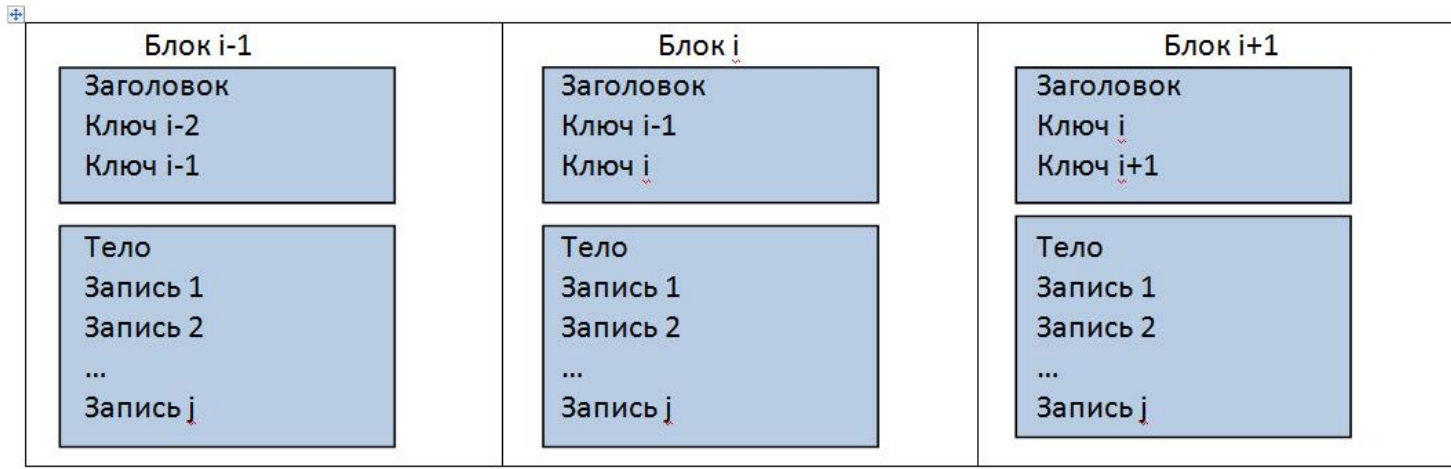 Блок i-1
Заголовок
Ключ i-2
Ключ i-1
Тело
Запись 1
Запись 2
...
Запись j
Блок i
Заголовок
Ключ i-1
Ключ i
Тело
Запись 1
Запись 2
...
Запись j
Блок i+1
Заголовок
Ключ i
Ключ i+1
Тело
Запись 1
Запись 2
...
Запись j